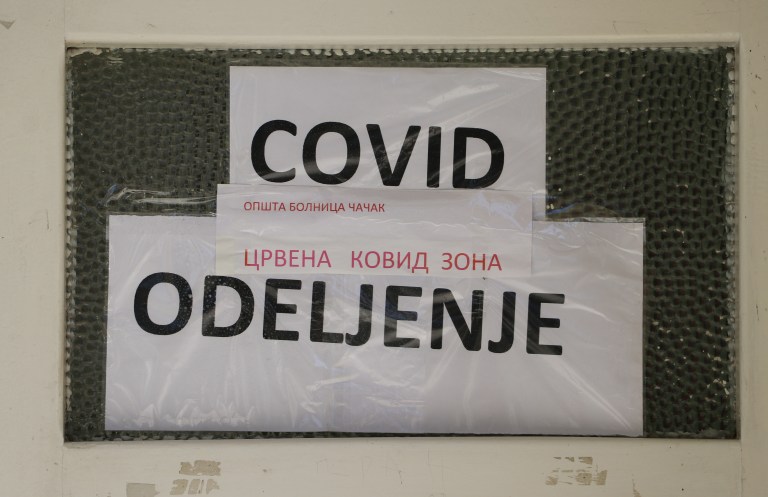 COVID
ОПШТА БОЛНИЦА ЧАЧАК
ЦРВЕНА КОВИД ЗОНА
ODELJENJE